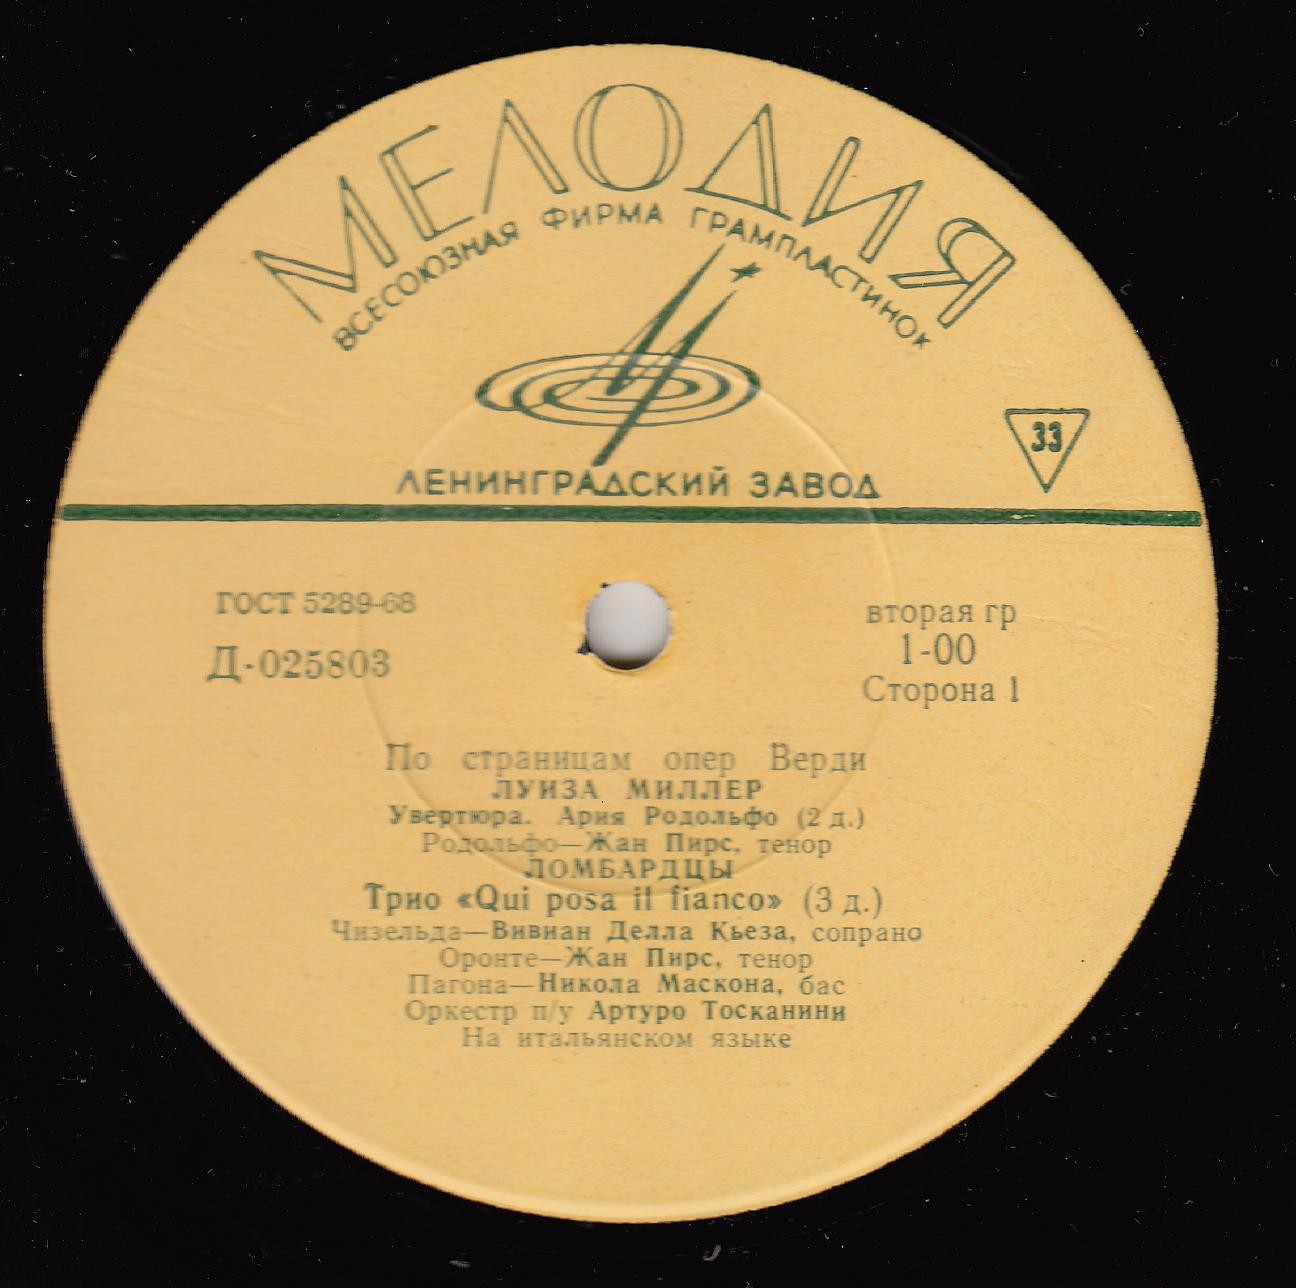 МЕЛОДИЯ
ВСЕСОЮЗНАЯ ФИРМА ГРАМПЛАСТИНОК
33
ЛЕНИНГРАДСКИЙ ЗАВОД
ГОСТ 5289-68
Д-025803
вторая гр
1-00
Сторона 1
По страницам опер Верди
ЛУИЗА МИЛЛЕР
Увертюра. Ария Родольфо (2 д.)
Родольфо—Жан Пирс, тенор
ЛОМБАРДЦЫ
Трио «Qui posa il fianco» (3 д.)
Чизельда—Вивиан Делла Кьеза, сопрано
Оронте—Жан Пирс, тенор
Пагона—Никола Маскона, бас
Оркестр п/у Артуро Тосканини
На итальянском языке